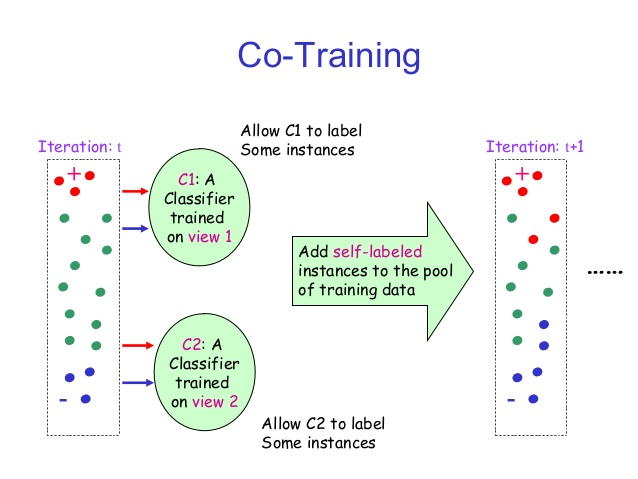 Co-Training
Allow C1 to label
Some instances
Iteration: t
+
C1: A
Classifier
trained
on view 1
Add self-labeled
instances to the pool
of training data
C2: A
Classifier
trained
on view 2
-
Allow C2 to label
Some instances
Iteration: t+1
+
-
……